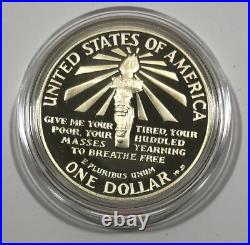 UNITED STATES OF AMERICA
GIVE ME YOUR TIRED, YOUR
POOR, YOUR HUDDLED
MASSES YEARNING
TO BREATHE FREE
E PLURIBUS UNUM
ONE DOLLAR